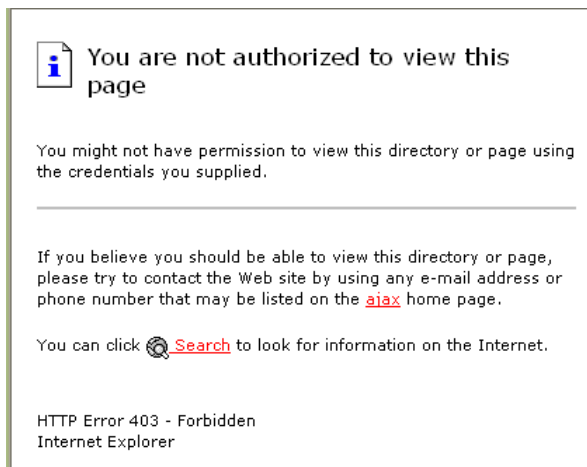 You are not authorized to view this
page
You might not have permission to view this directory or page using
the credentials you supplied.
If you believe you should be able to view this directory or page,
please try to contact the Web site by using any e-mail address or
phone number that may be listed on the ajax home page.
You can click Search to look for information on the Internet.
HTTP Error 403 - Forbidden
Internet Explorer